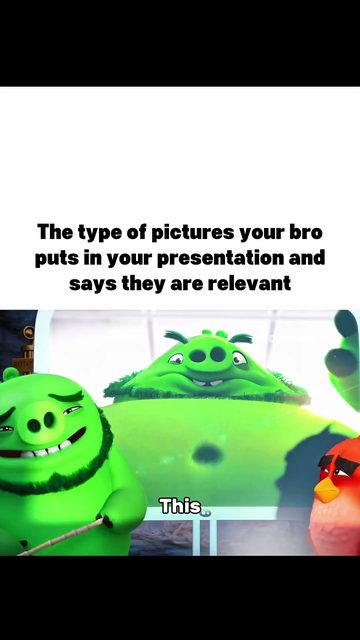 The type of pictures your bro
puts in your presentation and
says they are relevant
This..